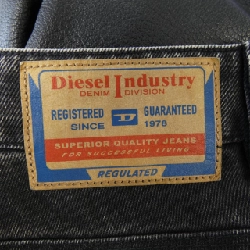 Diesel Industry
DENIM DIVISION
REGISTERED D GUARANTEED
SINCE 1978
SUPERIOR QUALITY JEANS
FOR SUCCESSFUL LIVING
REGULATED